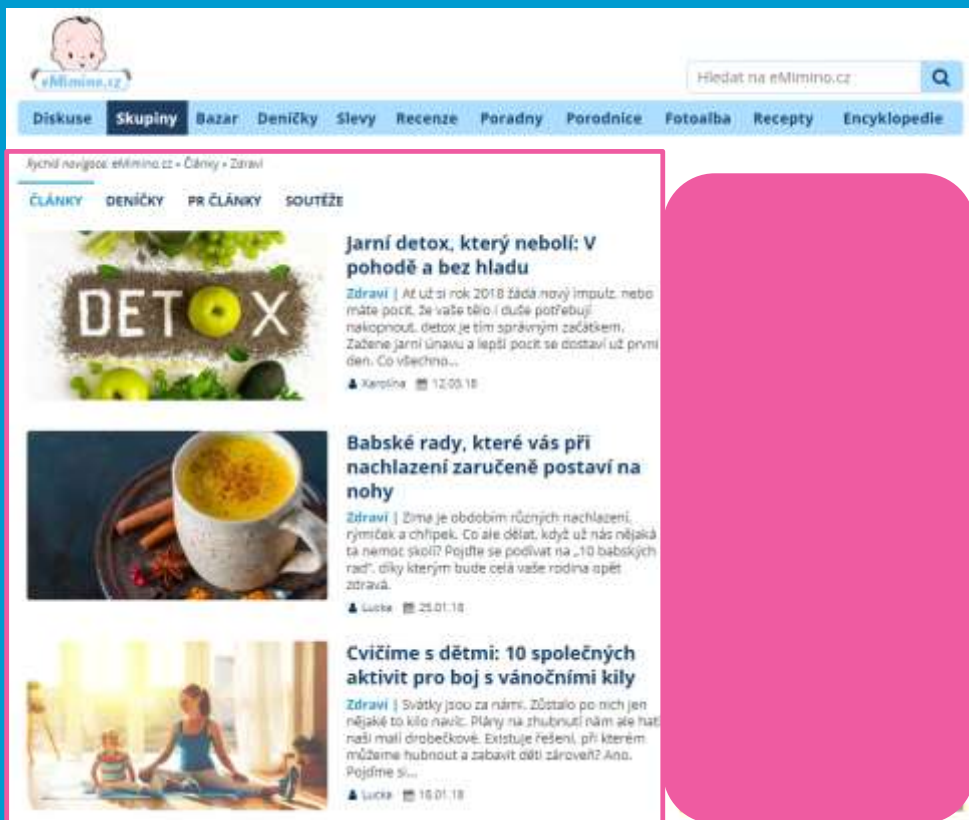 eMimino.cz
Hledat na eMimino.cz
Diskuse Skupiny Bazar Deníčky Slevy Recenze Poradny Porodnice Fotoalba Recepty Encyklopedie
Rychlá navigace: eMimino.cz » Články » Zdraví
ČLÁNKY DENÍČKY PR ČLÁNKY SOUTĚŽE
DETOX
Jarní detox, který nebolí: V
pohodě a bez hladu
Zdraví | Ať už si rok 2018 žádá nový impulz, nebo
máte pocit, že vaše tělo i duše potřebují
nakopnout, detox je tím správným začátkem.
Zažene jarní únavu a lepší pocit se dostaví už první
den. Co všechno...
Karolína 12.03.18
Babské rady, které vás při
nachlazení zaručeně postaví na
nohy
Zdraví | Zima je obdobím různých nachlazení,
rýmiček a chřipek. Co ale dělat, když už nás nějaká
ta nemoc skolí? Pojďte se podívat na „10 babských
rad“, díky kterým bude celá vaše rodina opět
zdravá.
Lucka 25.01.18
Cvičíme s dětmi: 10 společných
aktivit pro boj s vánočními kily
Zdraví | Svátky jsou za námi. Zůstalo po nich jen
nějaké to kilo navíc. Plány na zhubnutí nám ale hatí
naši malí drobečkové. Existuje řešení, při kterém
můžeme hubnout a zabavit děti zároveň? Ano.
Pojďme si...
Lucka 18.01.18